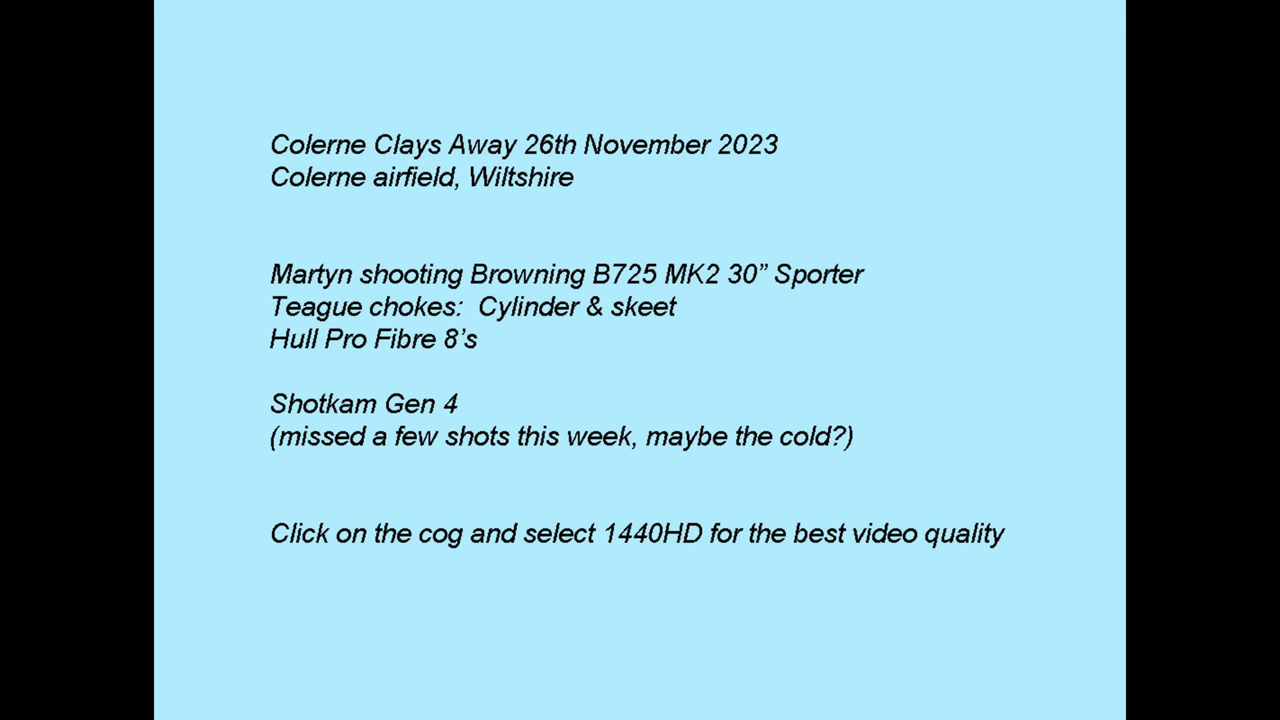 Colerne Clays Away 26th November 2023
Colerne airfield, Wiltshire
Martyn shooting Browning B725 MK2 30” Sporter
Teague chokes:  Cylinder & skeet
Hull Pro Fibre 8’s
Shotkam Gen 4
(missed a few shots this week, maybe the cold?)
Click on the cog and select 1440HD for the best video quality